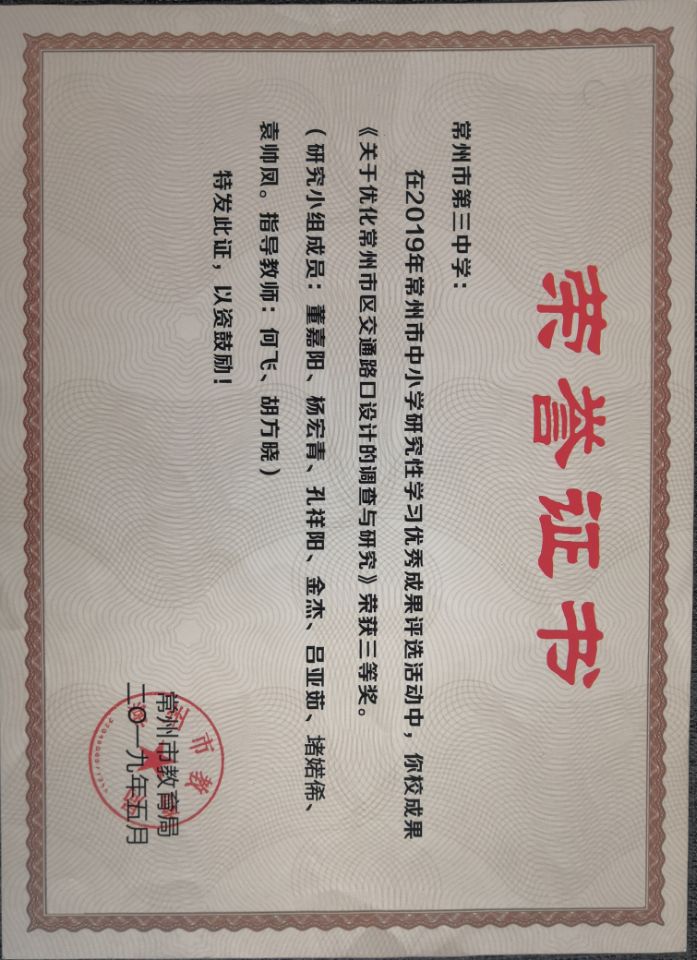 荣誉证书
常州市第三中学：
在2019年常州市中小学研究性学习优秀成果评选活动中，你校成果
《关于优化常州市区交通路口设计的调查与研究》荣获三等奖。
（研究小组成员：董嘉阳、杨宏青、孔祥阳、金杰、吕亚茹、堵婼俙、
袁帅凤。指导教师：何飞、胡方晓）
特发此证，以资鼓励！
常州市教育局
二〇一九年五月